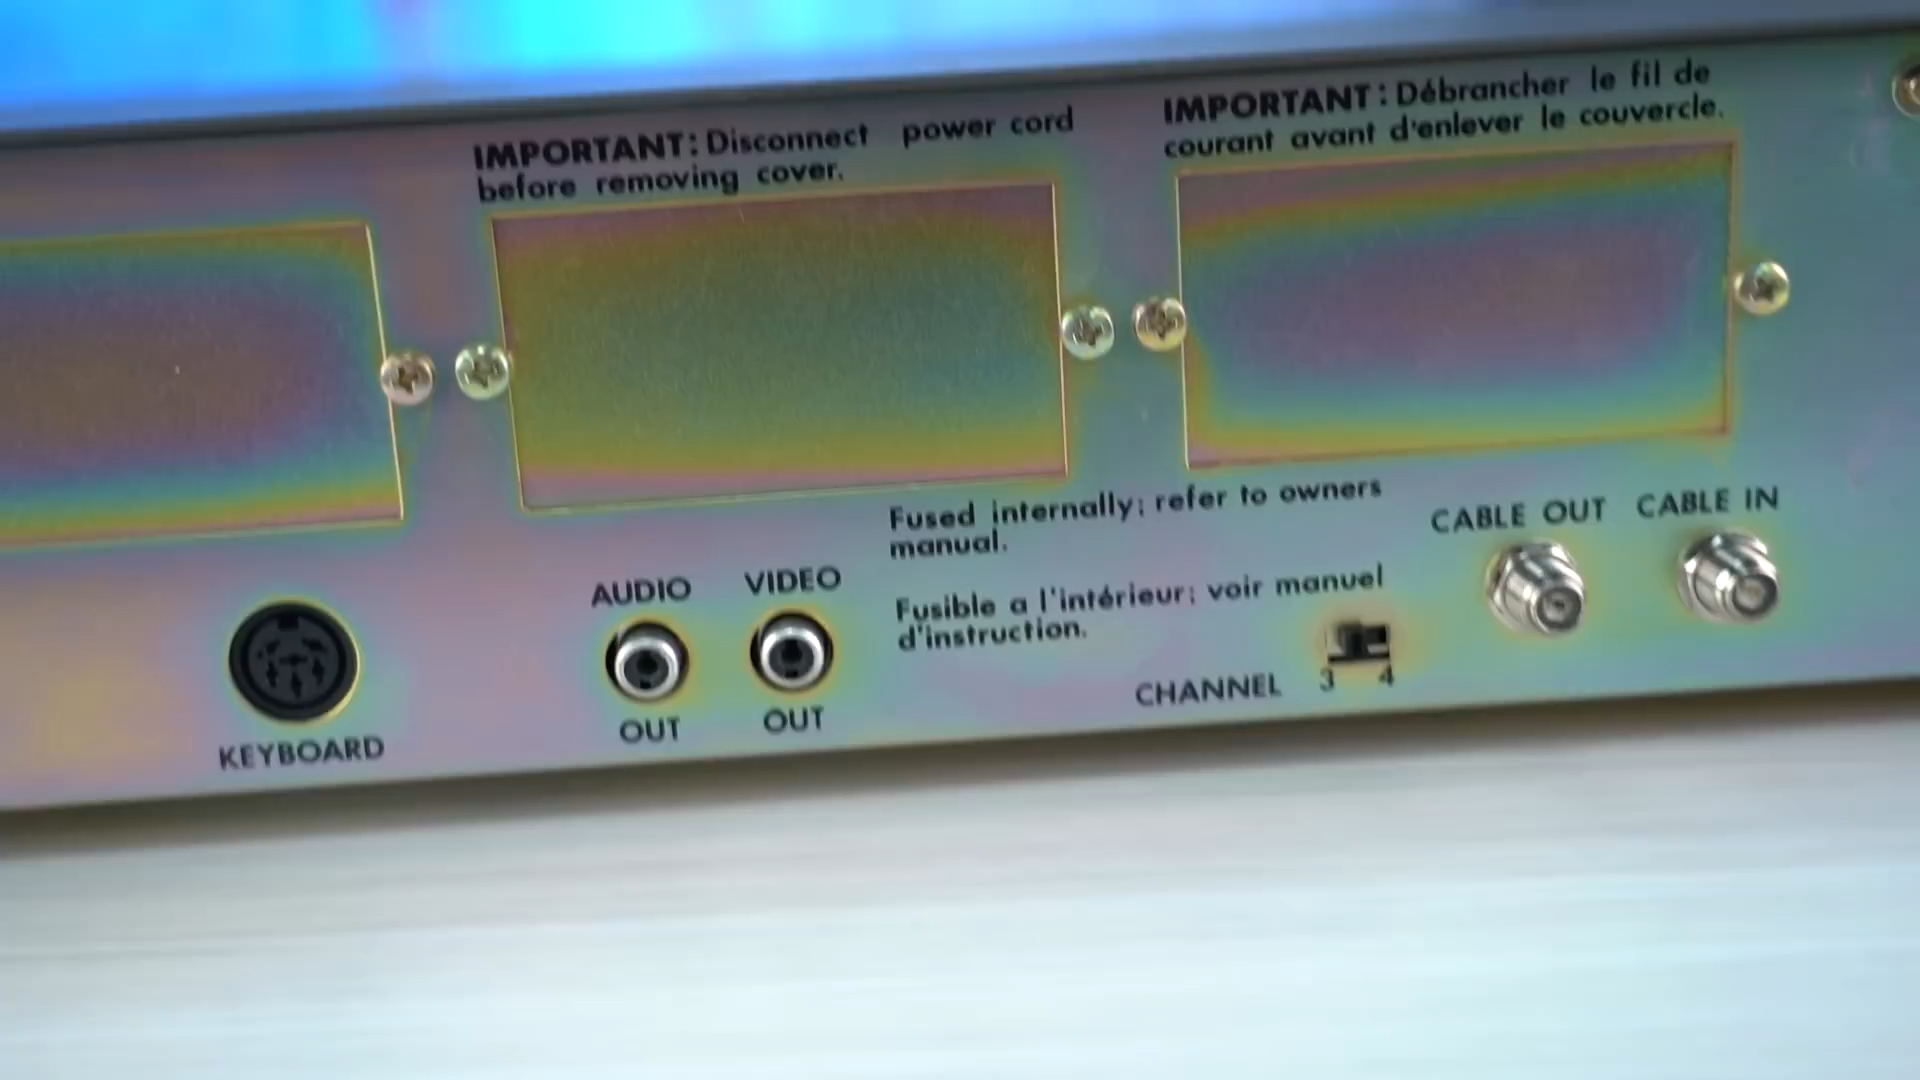 IMPORTANT: Disconnect power cord
before removing cover.
IMPORTANT: Débrancher le fil de
courant avant d'enlever le couvercle.
Fused internally; refer to owners
manual.
Fusible a l'intérieur; voir manuel
d'instruction.
CABLE OUT
CABLE IN
AUDIO
OUT
VIDEO
OUT
CHANNEL
3 4
KEYBOARD